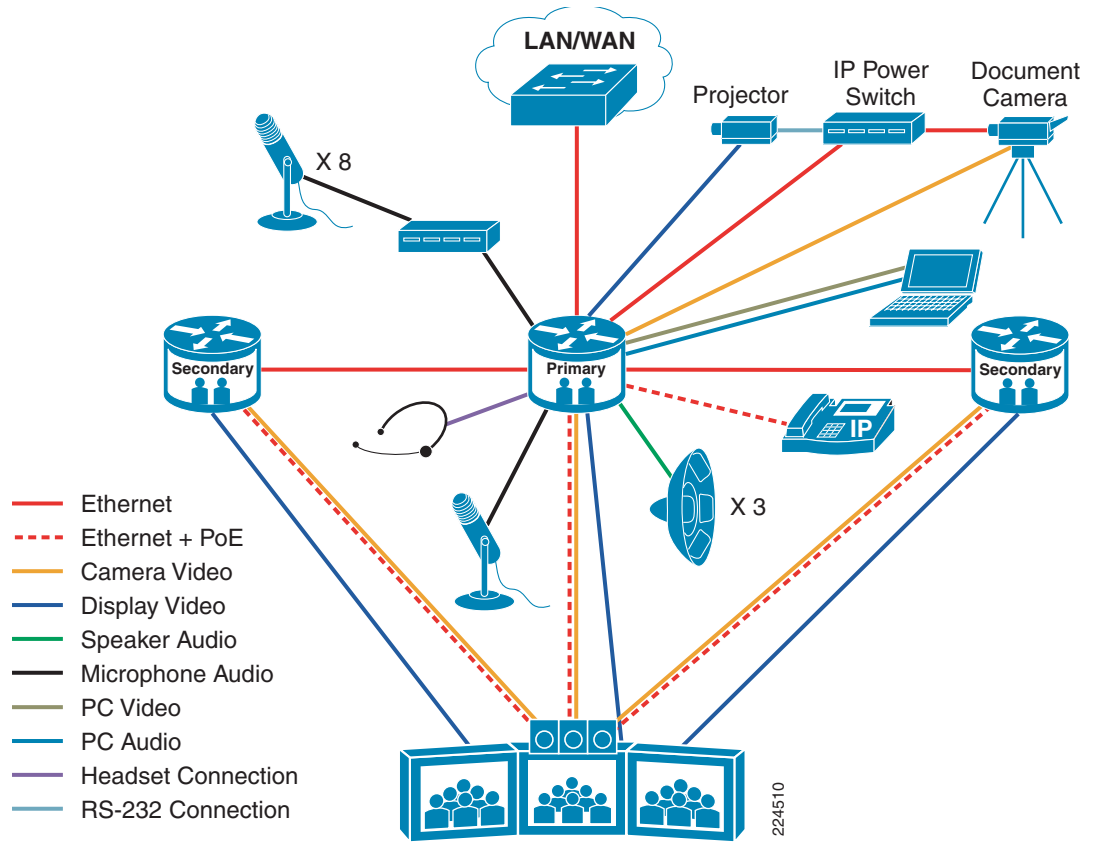 LAN/WAN
Projector
IP Power
Switch
Document
Camera
X 8
Secondary
Primary
Secondary
IP
X 3
Ethernet
Ethernet + PoE
Camera Video
Display Video
Speaker Audio
Microphone Audio
PC Video
PC Audio
Headset Connection
RS-232 Connection
224510